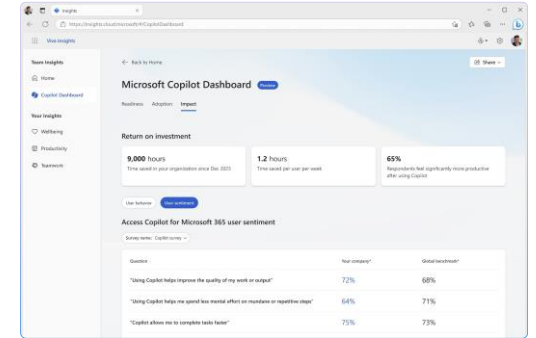 Insights
https://insights.cloud.microsoft/#/CopilotDashboard
Viva Insights
Team Insights
Home
Copilot Dashboard
Your Insights
Wellbeing
Productivity
Teamwork
← Back to Home
Share
Microsoft Copilot Dashboard Preview
Readiness Adoption Impact
Return on investment
9,000 hours
Time saved in your organization since Dec 2023
1.2 hours
Time saved per user per week
65%
Respondents feel significantly more productive
after using Copilot
User behavior User sentiment
Access Copilot for Microsoft 365 user sentiment
Survey name: Copilot survey
Question Your company* Global benchmark*
"Using Copilot helps improve the quality of my work or output" 72% 68%
"Using Copilot helps me spend less mental effort on mundane or repetitive steps" 64% 71%
"Copilot allows me to complete tasks faster" 75% 73%